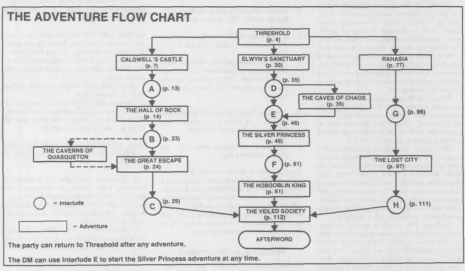 THE ADVENTURE FLOW CHART
THRESHOLD
(p. 4)
CALDWELL'S CASTLE
(p. 7)
ELWYN'S SANCTUARY
(p. 30)
RAHASIA
(p. 77)
A
(p. 13)
D
(p. 35)
THE CAVES OF CHAOS
(p. 36)
THE HALL OF ROCK
(p. 14)
E
(p. 46)
G
(p. 96)
B
(p. 23)
THE SILVER PRINCESS
(p. 46)
THE CAVERNS OF
QUASQUETON
THE GREAT ESCAPE
(p. 24)
F
(p. 61)
THE LOST CITY
(p. 97)
THE HOBGOBLIN KING
(p. 61)
C
(p. 29)
H
(p. 111)
= Interlude
THE VEILED SOCIETY
(p. 112)
= Adventure
AFTERWORD
The party can return to Threshold after any adventure.
The DM can use Interlude E to start the Silver Princess adventure at any time.